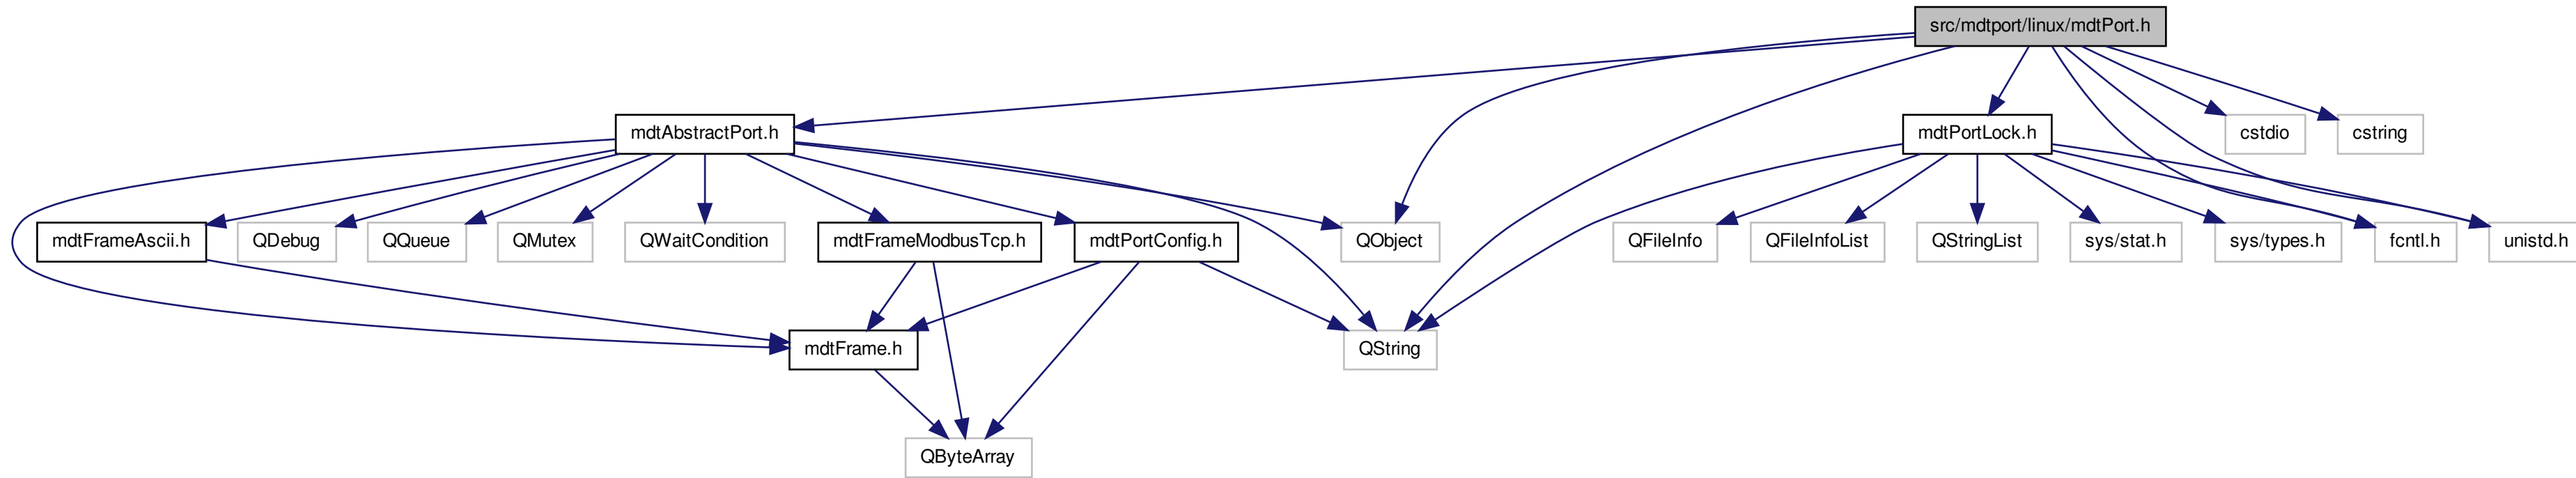 src/mdtport/linux/mdtPort.h
mdtAbstractPort.h
mdtPortLock.h
cstdio
cstring
mdtFrameAscii.h
QDebug
QQueue
QMutex
QWaitCondition
mdtFrameModbusTcp.h
mdtPortConfig.h
QObject
QFileInfo
QFileInfoList
QStringList
sys/stat.h
sys/types.h
fcntl.h
unistd.h
mdtFrame.h
QString
QByteArray